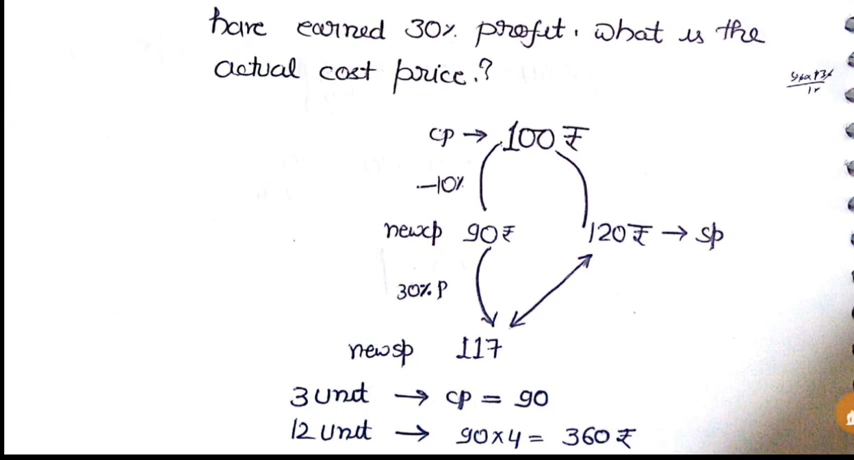 have earned 30% profit. what is the
actual cost price.?
CP → 100 ₹
-10%
newcp 90 ₹ 120 ₹ → sp
30% P
newsp 117
3 unit → cp = 90
12 unit → 90 x 4 = 360 ₹